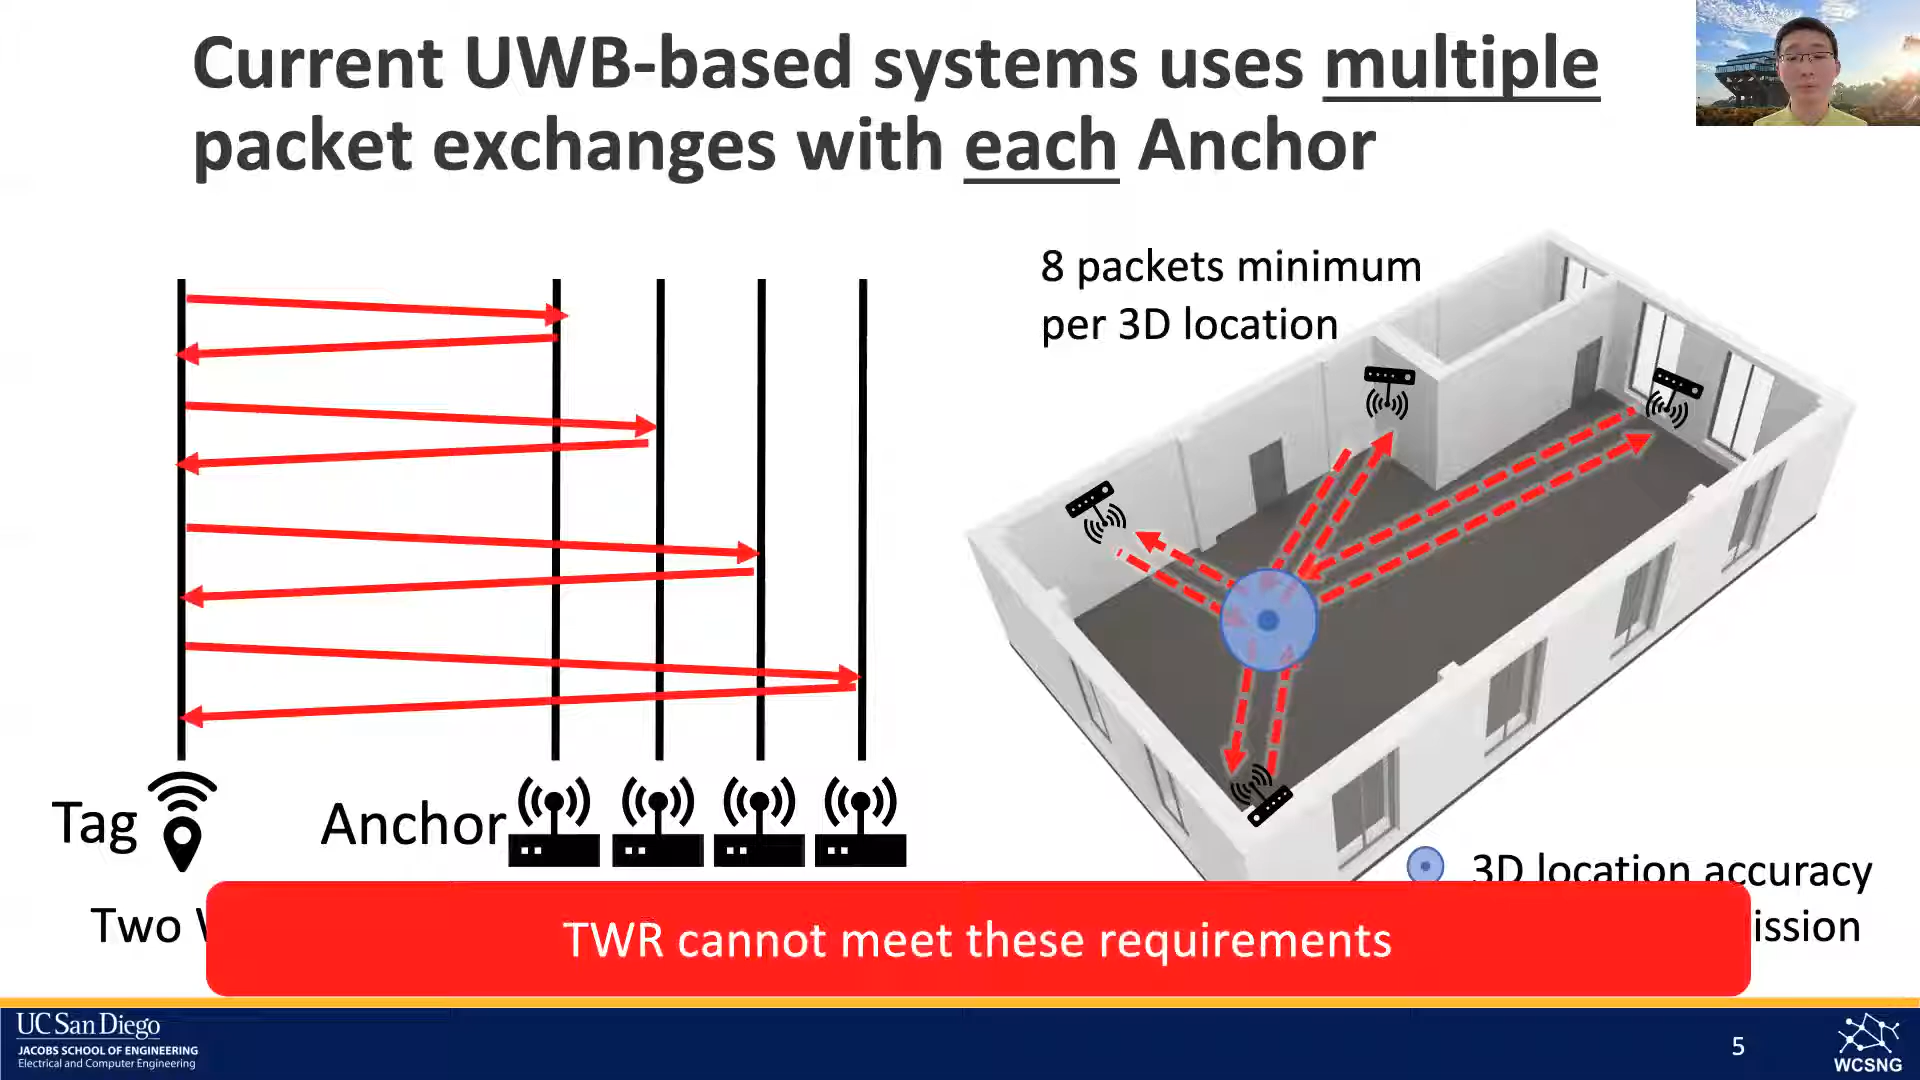 Current UWB-based systems uses multiple
packet exchanges with each Anchor
8 packets minimum
per 3D location
Tag
Anchor
3D location accuracy
Two
ission
TWR cannot meet these requirements
UC San Diego
JACOBS SCHOOL OF ENGINEERING
Electrical and Computer Engineering
5
WCSNG